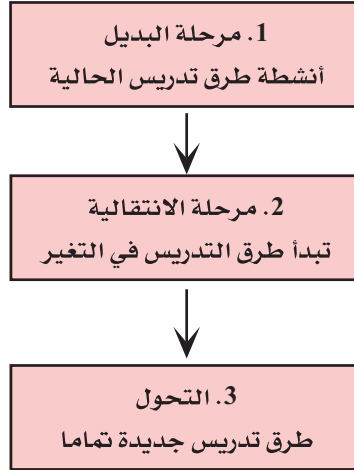 1. مرحلة البديل
أنشطة طرق تدريس الحالية
2. مرحلة الانتقالية
تبدأ طرق التدريس في التغير
3. التحول
طرق تدريس جديدة تماما